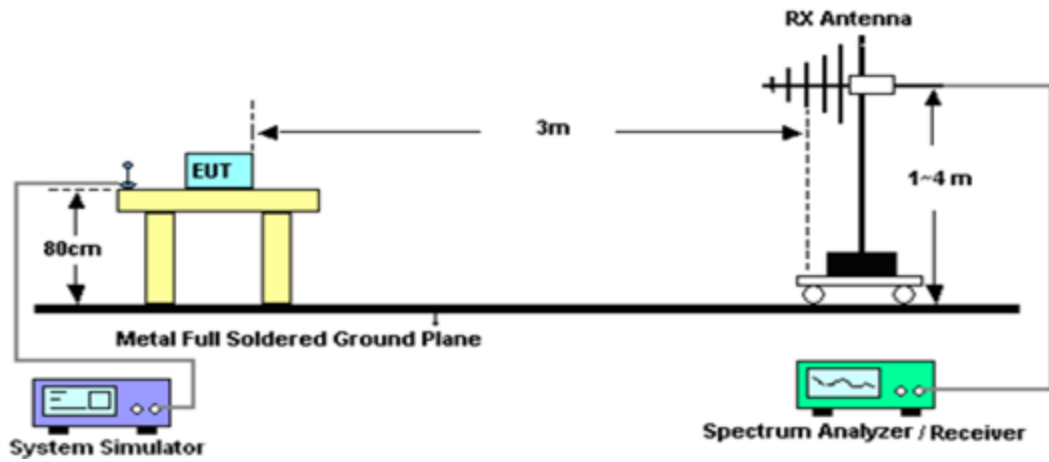 RX Antenna
3m
EUT
1~4 m
80cm
Metal Full Soldered Ground Plane
System Simulator
Spectrum Analyzer / Receiver